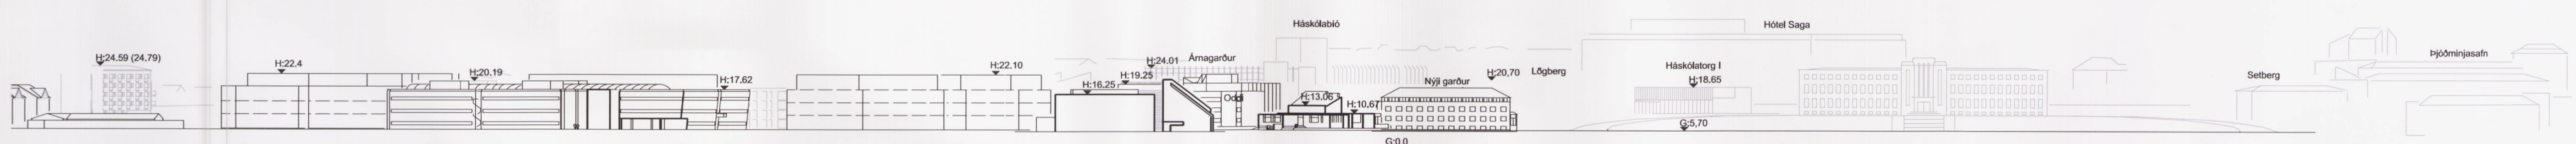 H:24.59 (24.79)
H:22.4
H:20.19
H:17.62
H:22.10
H:16.25
H:19.25
H:24.01
Árnagarður
Oddi
Háskólabíó
H:13.06
H:10.67
G:0.0
Nýji garður
H:20,70
Lögberg
Háskólatorg I
H:18,65
G:5,70
Hótel Saga
Setberg
Þjóðminjasafn